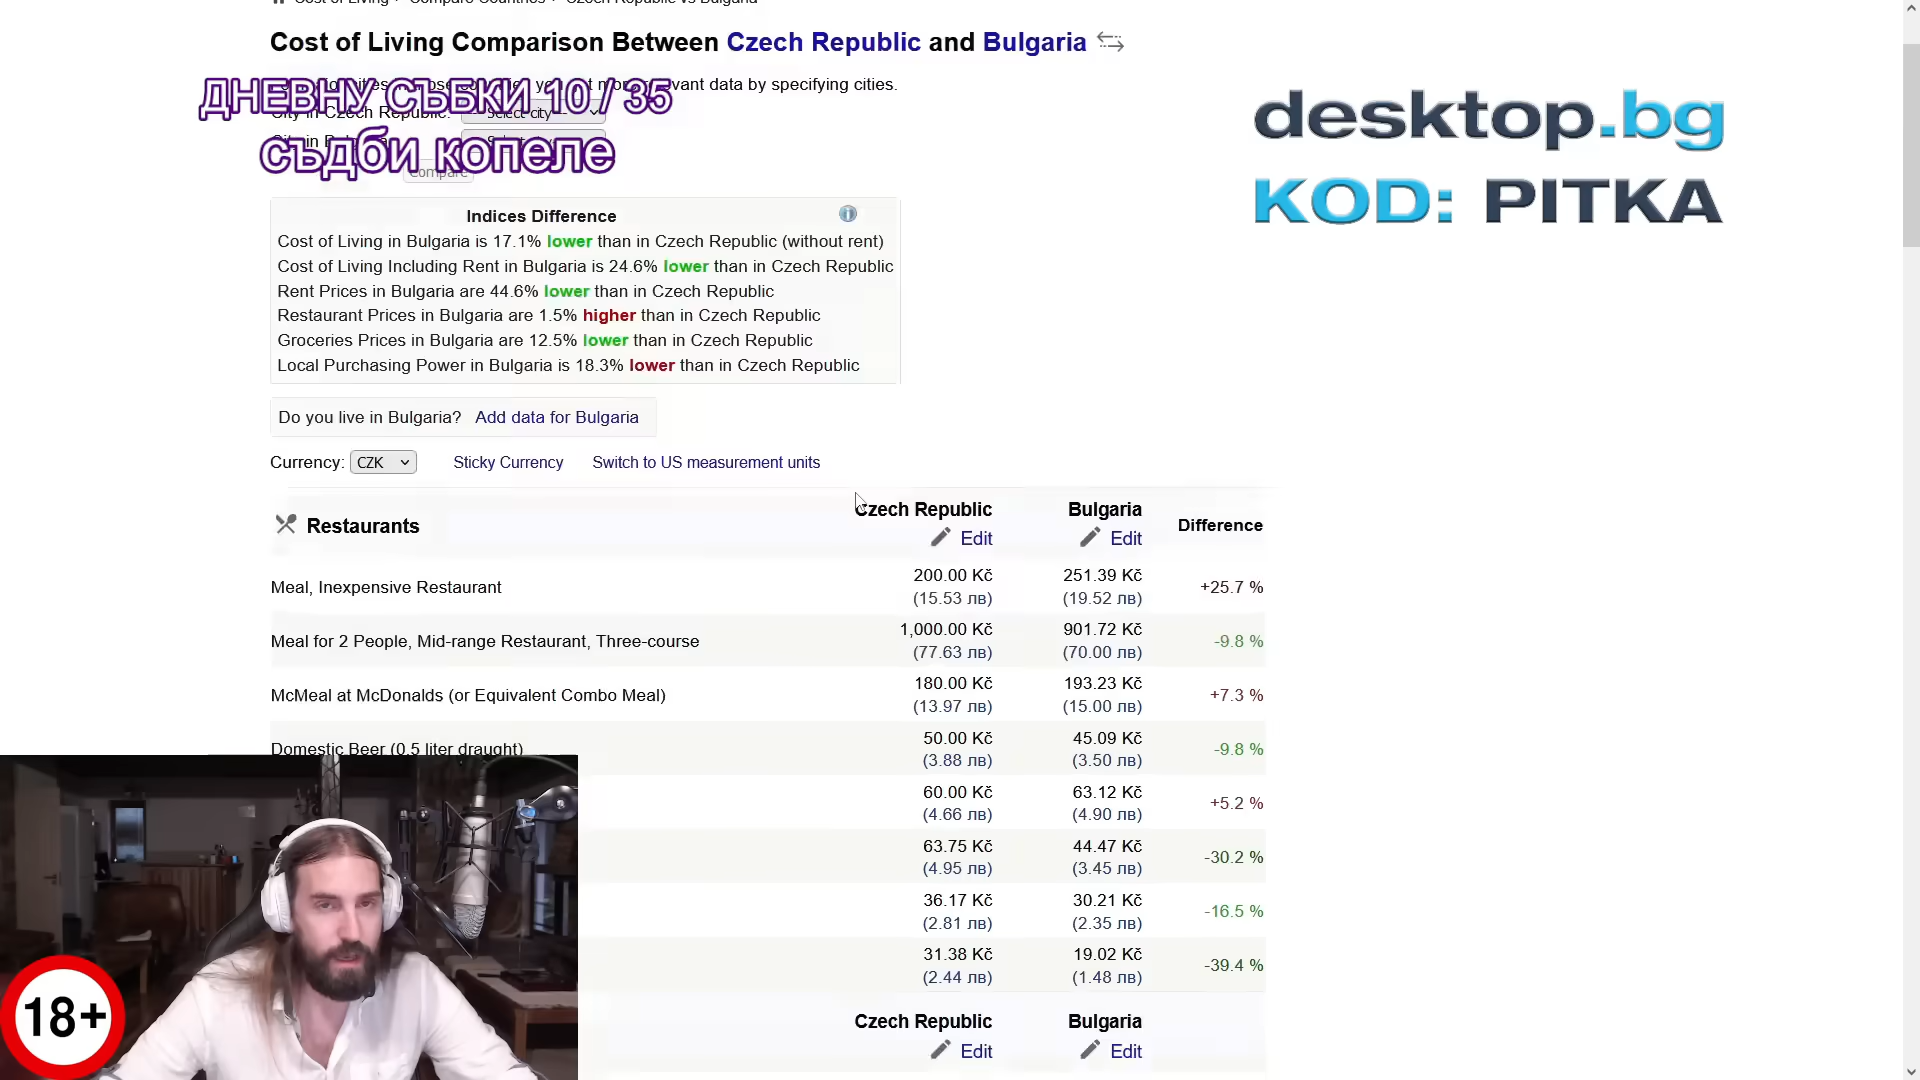 Cost of Living Comparison Between Czech Republic and Bulgaria
vant data by specifying cities.
ДНЕВНУ СЪБКИ 10 / 35
City in Czech Republic:
съдби копеле
Compare
desktop.bg
KOD: PITKA
Indices Difference
Cost of Living in Bulgaria is 17.1% lower than in Czech Republic (without rent)
Cost of Living Including Rent in Bulgaria is 24.6% lower than in Czech Republic
Rent Prices in Bulgaria are 44.6% lower than in Czech Republic
Restaurant Prices in Bulgaria are 1.5% higher than in Czech Republic
Groceries Prices in Bulgaria are 12.5% lower than in Czech Republic
Local Purchasing Power in Bulgaria is 18.3% lower than in Czech Republic
Do you live in Bulgaria? Add data for Bulgaria
Currency: CZK Sticky Currency Switch to US measurement units
Restaurants Czech Republic Bulgaria Difference
Edit Edit
Meal, Inexpensive Restaurant 200.00 Kč 251.39 Kč +25.7 %
(15.53 лв) (19.52 лв)
Meal for 2 People, Mid-range Restaurant, Three-course 1,000.00 Kč 901.72 Kč -9.8 %
(77.63 лв) (70.00 лв)
McMeal at McDonalds (or Equivalent Combo Meal) 180.00 Kč 193.23 Kč +7.3 %
(13.97 лв) (15.00 лв)
Domestic Beer (0.5 liter draught) 50.00 Kč 45.09 Kč -9.8 %
(3.88 лв) (3.50 лв)
60.00 Kč 63.12 Kč +5.2 %
(4.66 лв) (4.90 лв)
63.75 Kč 44.47 Kč -30.2 %
(4.95 лв) (3.45 лв)
36.17 Kč 30.21 Kč -16.5 %
(2.81 лв) (2.35 лв)
31.38 Kč 19.02 Kč -39.4 %
(2.44 лв) (1.48 лв)
Czech Republic Bulgaria
Edit Edit
18+